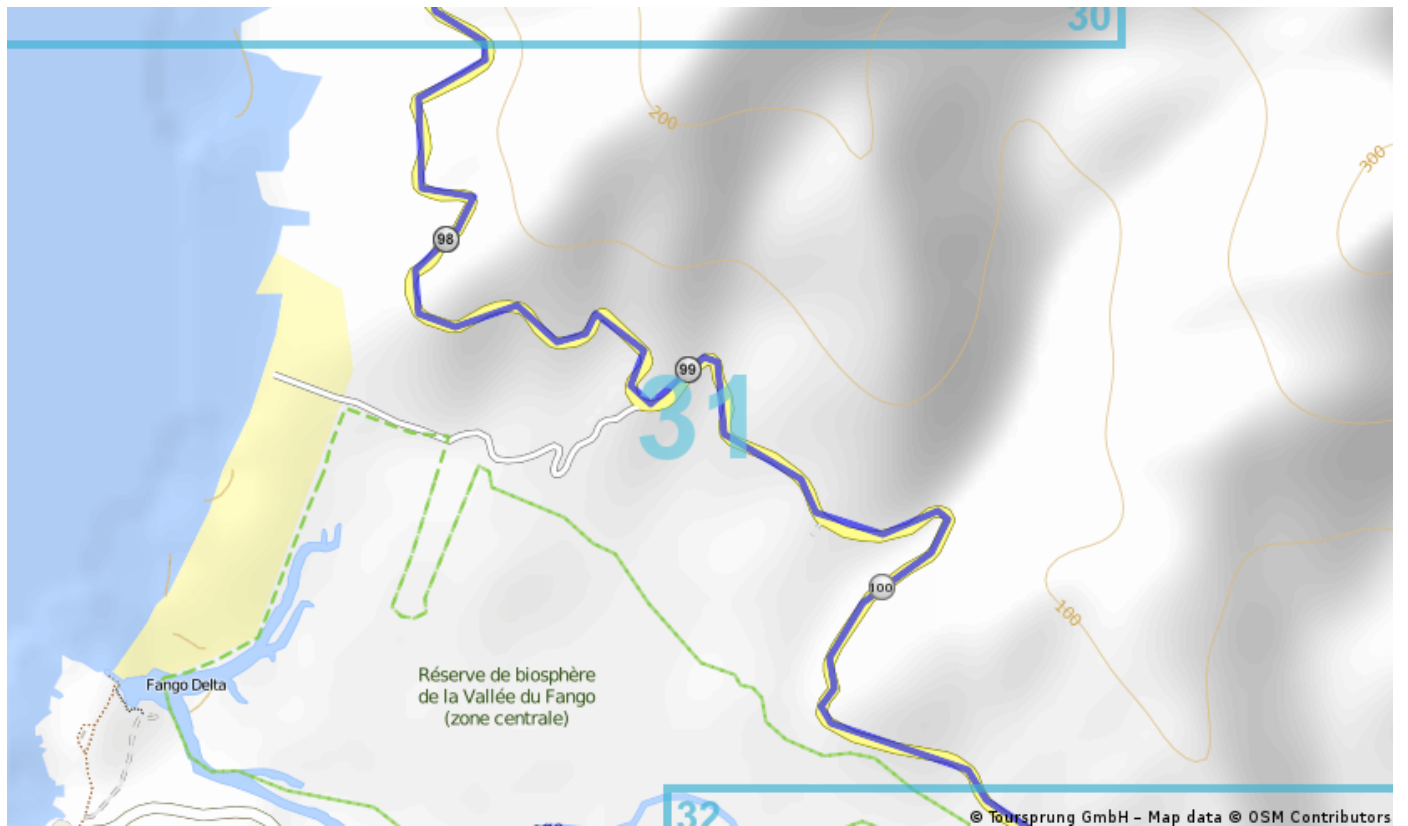 30
200
300
98
99
31
100
100
Réserve de biosphère
de la Vallée du Fango
(zone centrale)
Fango Delta
32
© Toursprung GmbH – Map data © OSM Contributors